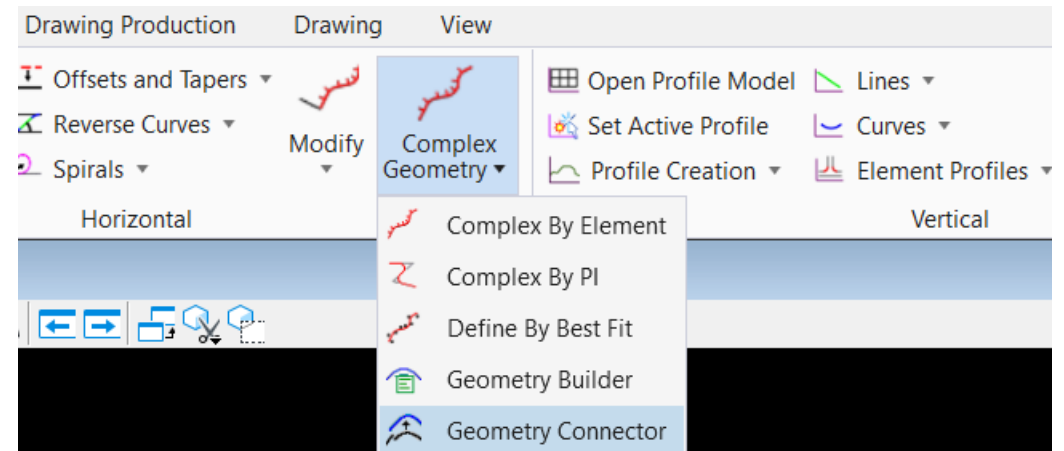 Drawing Production Drawing View
Offsets and Tapers
Reverse Curves
Spirals
Modify
Complex
Geometry
Horizontal
Open Profile Model
Set Active Profile
Profile Creation
Lines
Curves
Element Profiles
Vertical
Complex By Element
Complex By PI
Define By Best Fit
Geometry Builder
Geometry Connector